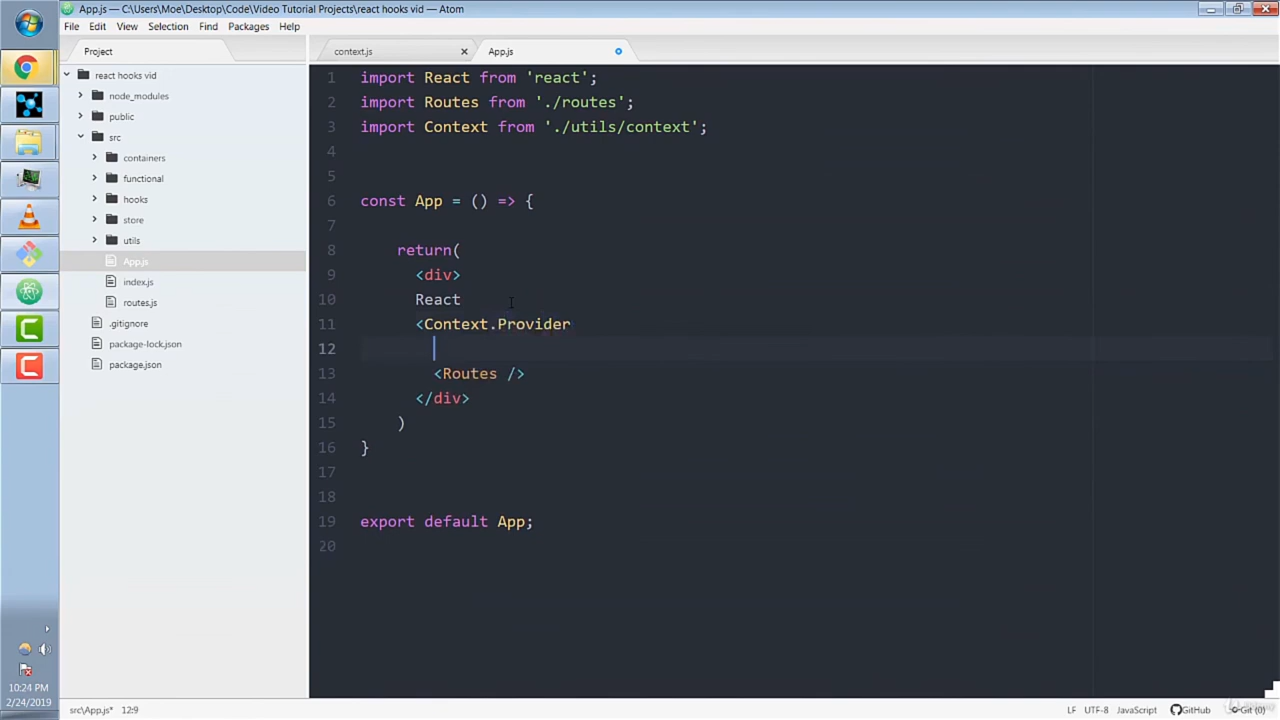 App.js — C:\Users\Moe\Desktop\Code\Video Tutorial Projects\react hooks vid — Atom
File Edit View Selection Find Packages Help
Project
context.js
App.js
react hooks vid
node_modules
public
src
containers
functional
hooks
store
utils
App.js
index.js
routes.js
.gitignore
package-lock.json
package.json
1 import React from 'react';
2 import Routes from './routes';
3 import Context from './utils/context';
4
5
6 const App = () => {
7
8 return(
9 <div>
10 React
11 <Context.Provider
12
13 <Routes />
14 </div>
15 )
16 }
17
18
19 export default App;
20
10:24 PM
2/24/2019
src\App.js* 12:9
LF UTF-8 JavaScript GitHub Git (0)